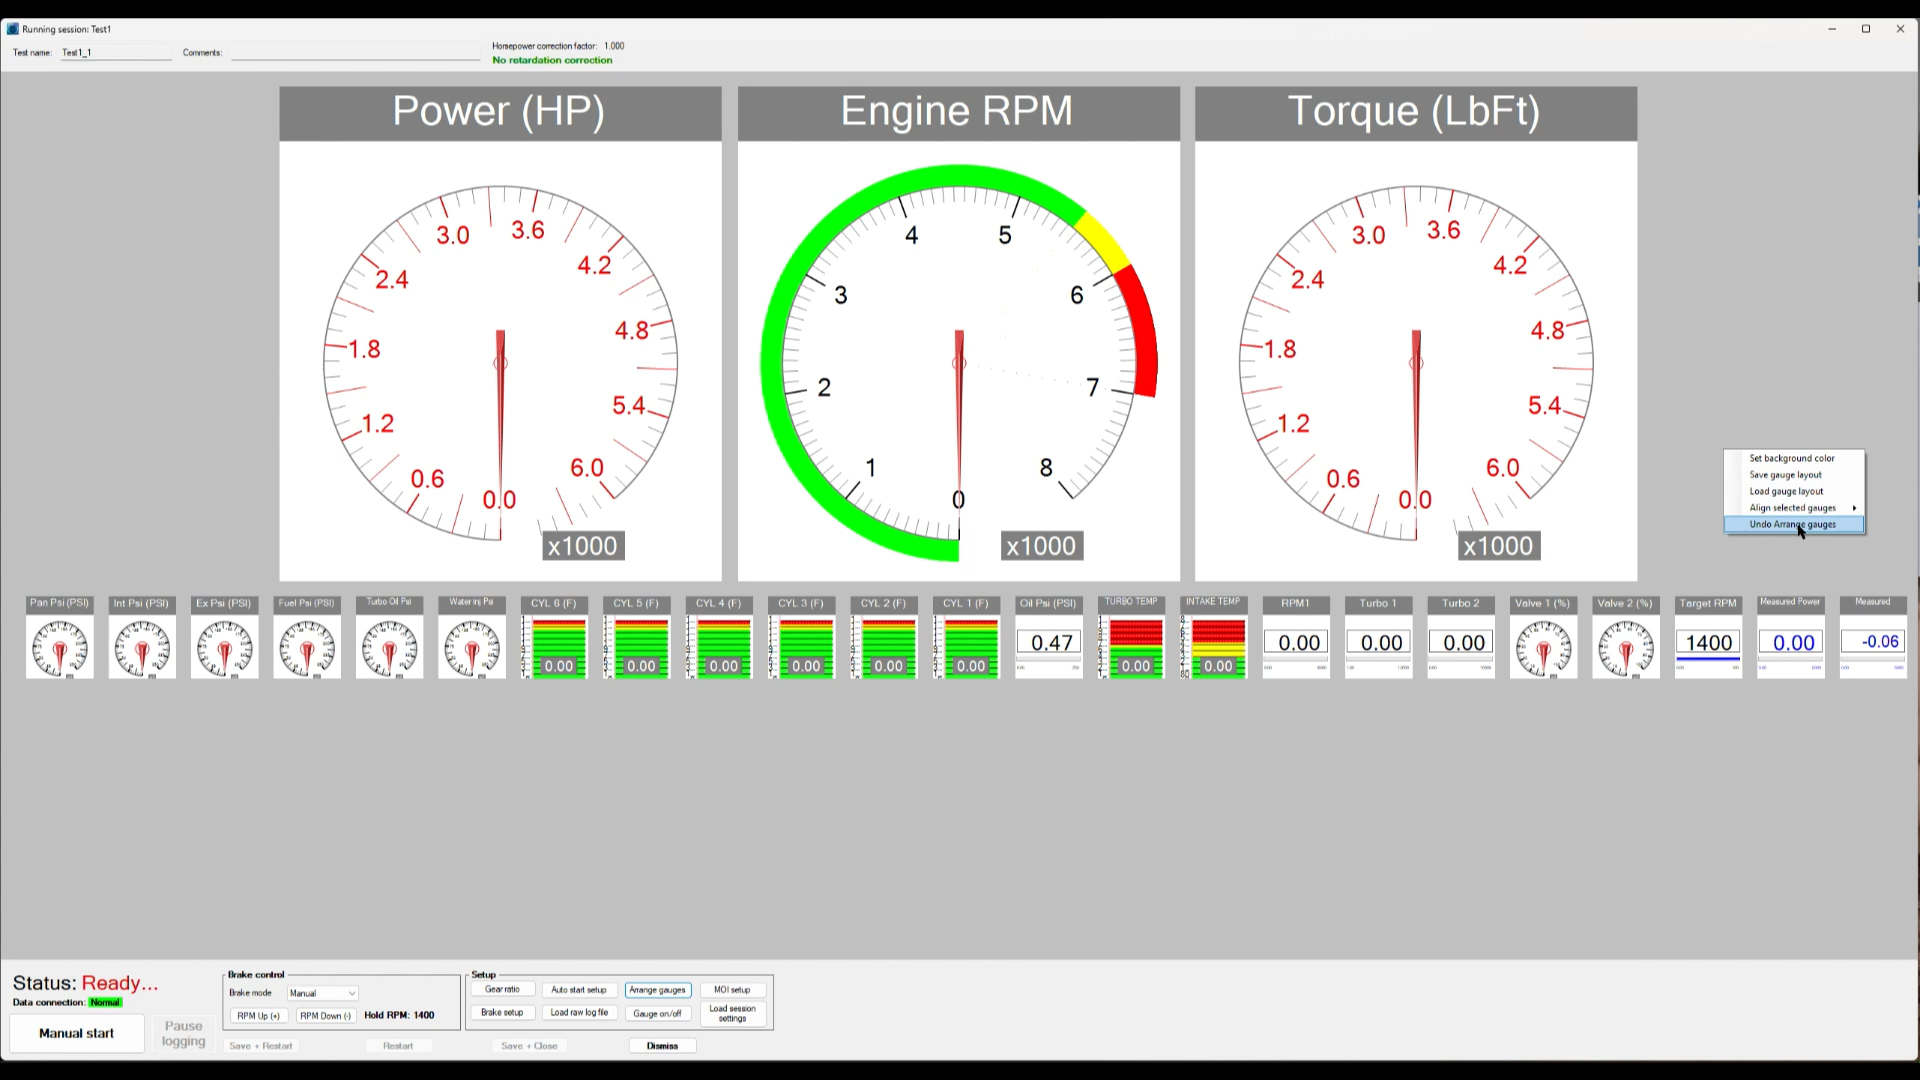 Running session: Test1
Test name: Test1_1 Comments: Horsepower correction factor: 1.000
No retardation correction
Power (HP) Engine RPM Torque (LbFt)
0.0 0.6 1.2 1.8 2.4 3.0 3.6 4.2 4.8 5.4 6.0
x1000
0 1 2 3 4 5 6 7 8
x1000
0.0 0.6 1.2 1.8 2.4 3.0 3.6 4.2 4.8 5.4 6.0
x1000
Set background color
Save gauge layout
Load gauge layout
Align selected gauges
Undo Arrange gauges
Pan Psi (PSI) Int Psi (PSI) Ex Psi (PSI) Fuel Psi (PSI) Turbo Oil Psi Water inj Psi CYL 6 (F) CYL 5 (F) CYL 4 (F) CYL 3 (F) CYL 2 (F) CYL 1 (F) Oil Psi (PSI) TURBO TEMP INTAKE TEMP RPM1 Turbo 1 Turbo 2 Valve 1 (%) Valve 2 (%) Target RPM Measured Power Measured
0.00 0.00 0.00 0.00 0.00 0.00 0.47 0.00 0.00 0.00 0.00 0.00 1400 0.00 -0.06
Status: Ready...
Data connection: Normal
Manual start
Pause
logging
Brake control
Brake mode Manual
RPM Up (+) RPM Down (-) Hold RPM: 1400
Setup
Gear ratio Auto start setup Arrange gauges MOI setup
Brake setup Load raw log file Gauge on/off Load session
settings
Save + Restart Restart Save + Close Dismiss